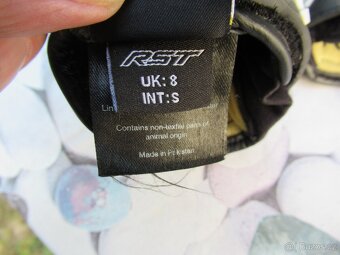 RST
UK: 8
INT: S
Contains non-textile parts of
animal origin
Made in Pakistan